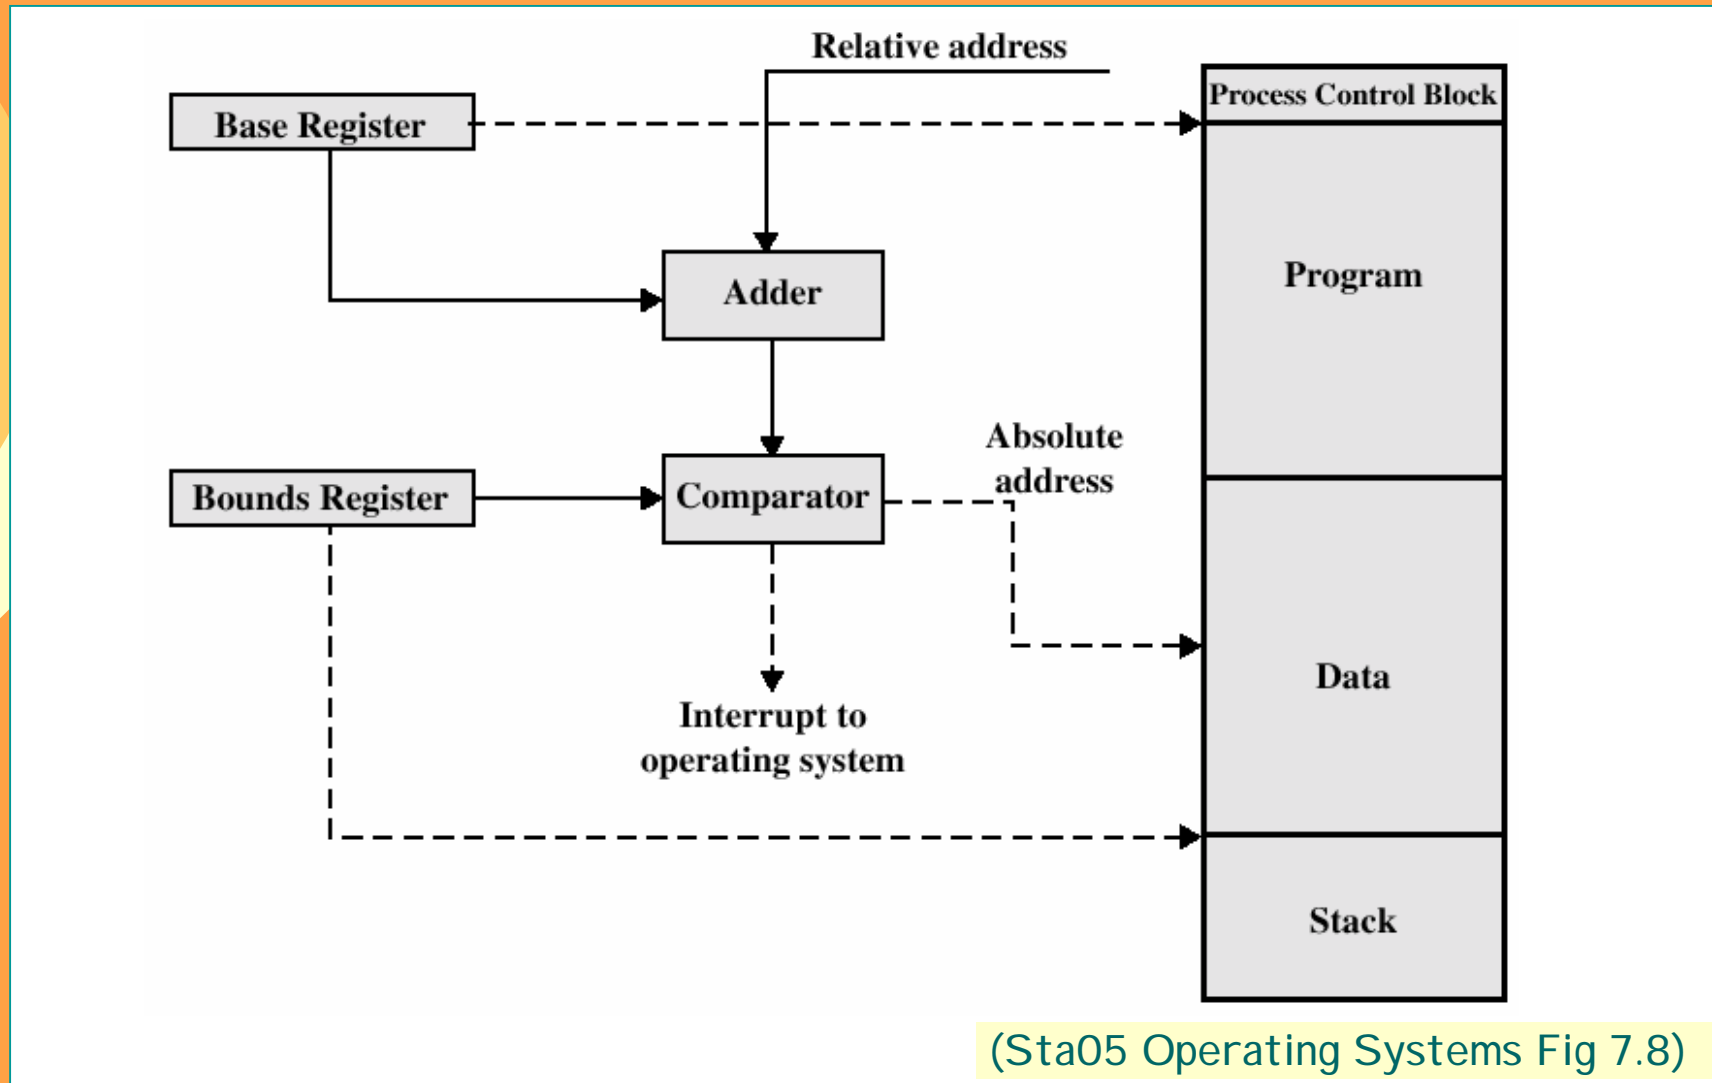 Relative address
Process Control Block
Base Register
Program
Adder
Absolute
address
Bounds Register
Comparator
Data
Interrupt to
operating system
Stack
(Sta05 Operating Systems Fig 7.8)